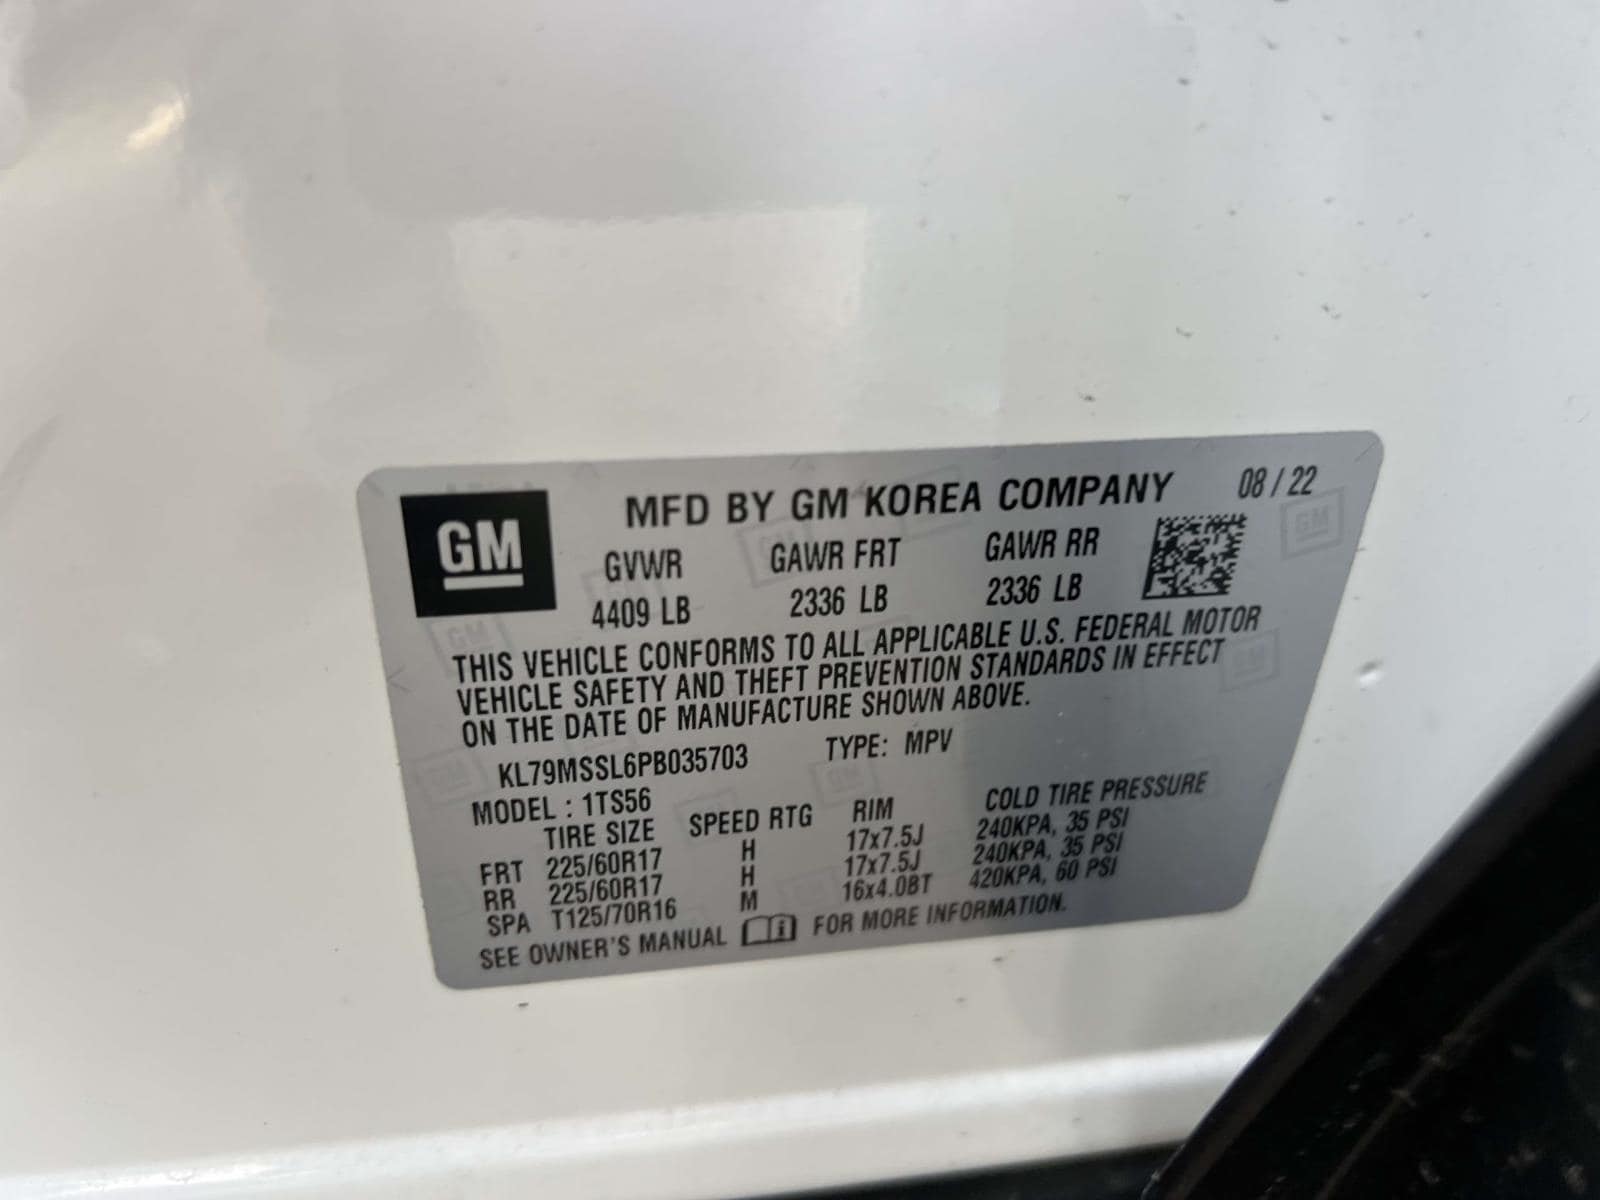 GM
MFD BY GM KOREA COMPANY 08 / 22
GVWR GAWR FRT GAWR RR
4409 LB 2336 LB 2336 LB
THIS VEHICLE CONFORMS TO ALL APPLICABLE U.S. FEDERAL MOTOR
VEHICLE SAFETY AND THEFT PREVENTION STANDARDS IN EFFECT
ON THE DATE OF MANUFACTURE SHOWN ABOVE.
KL79MSSL6PB035703 TYPE: MPV
MODEL : 1TS56
TIRE SIZE SPEED RTG RIM COLD TIRE PRESSURE
FRT 225/60R17 H 17x7.5J 240KPA, 35 PSI
RR 225/60R17 H 17x7.5J 240KPA, 35 PSI
SPA T125/70R16 M 16x4.0BT 420KPA, 60 PSI
SEE OWNER'S MANUAL i FOR MORE INFORMATION.